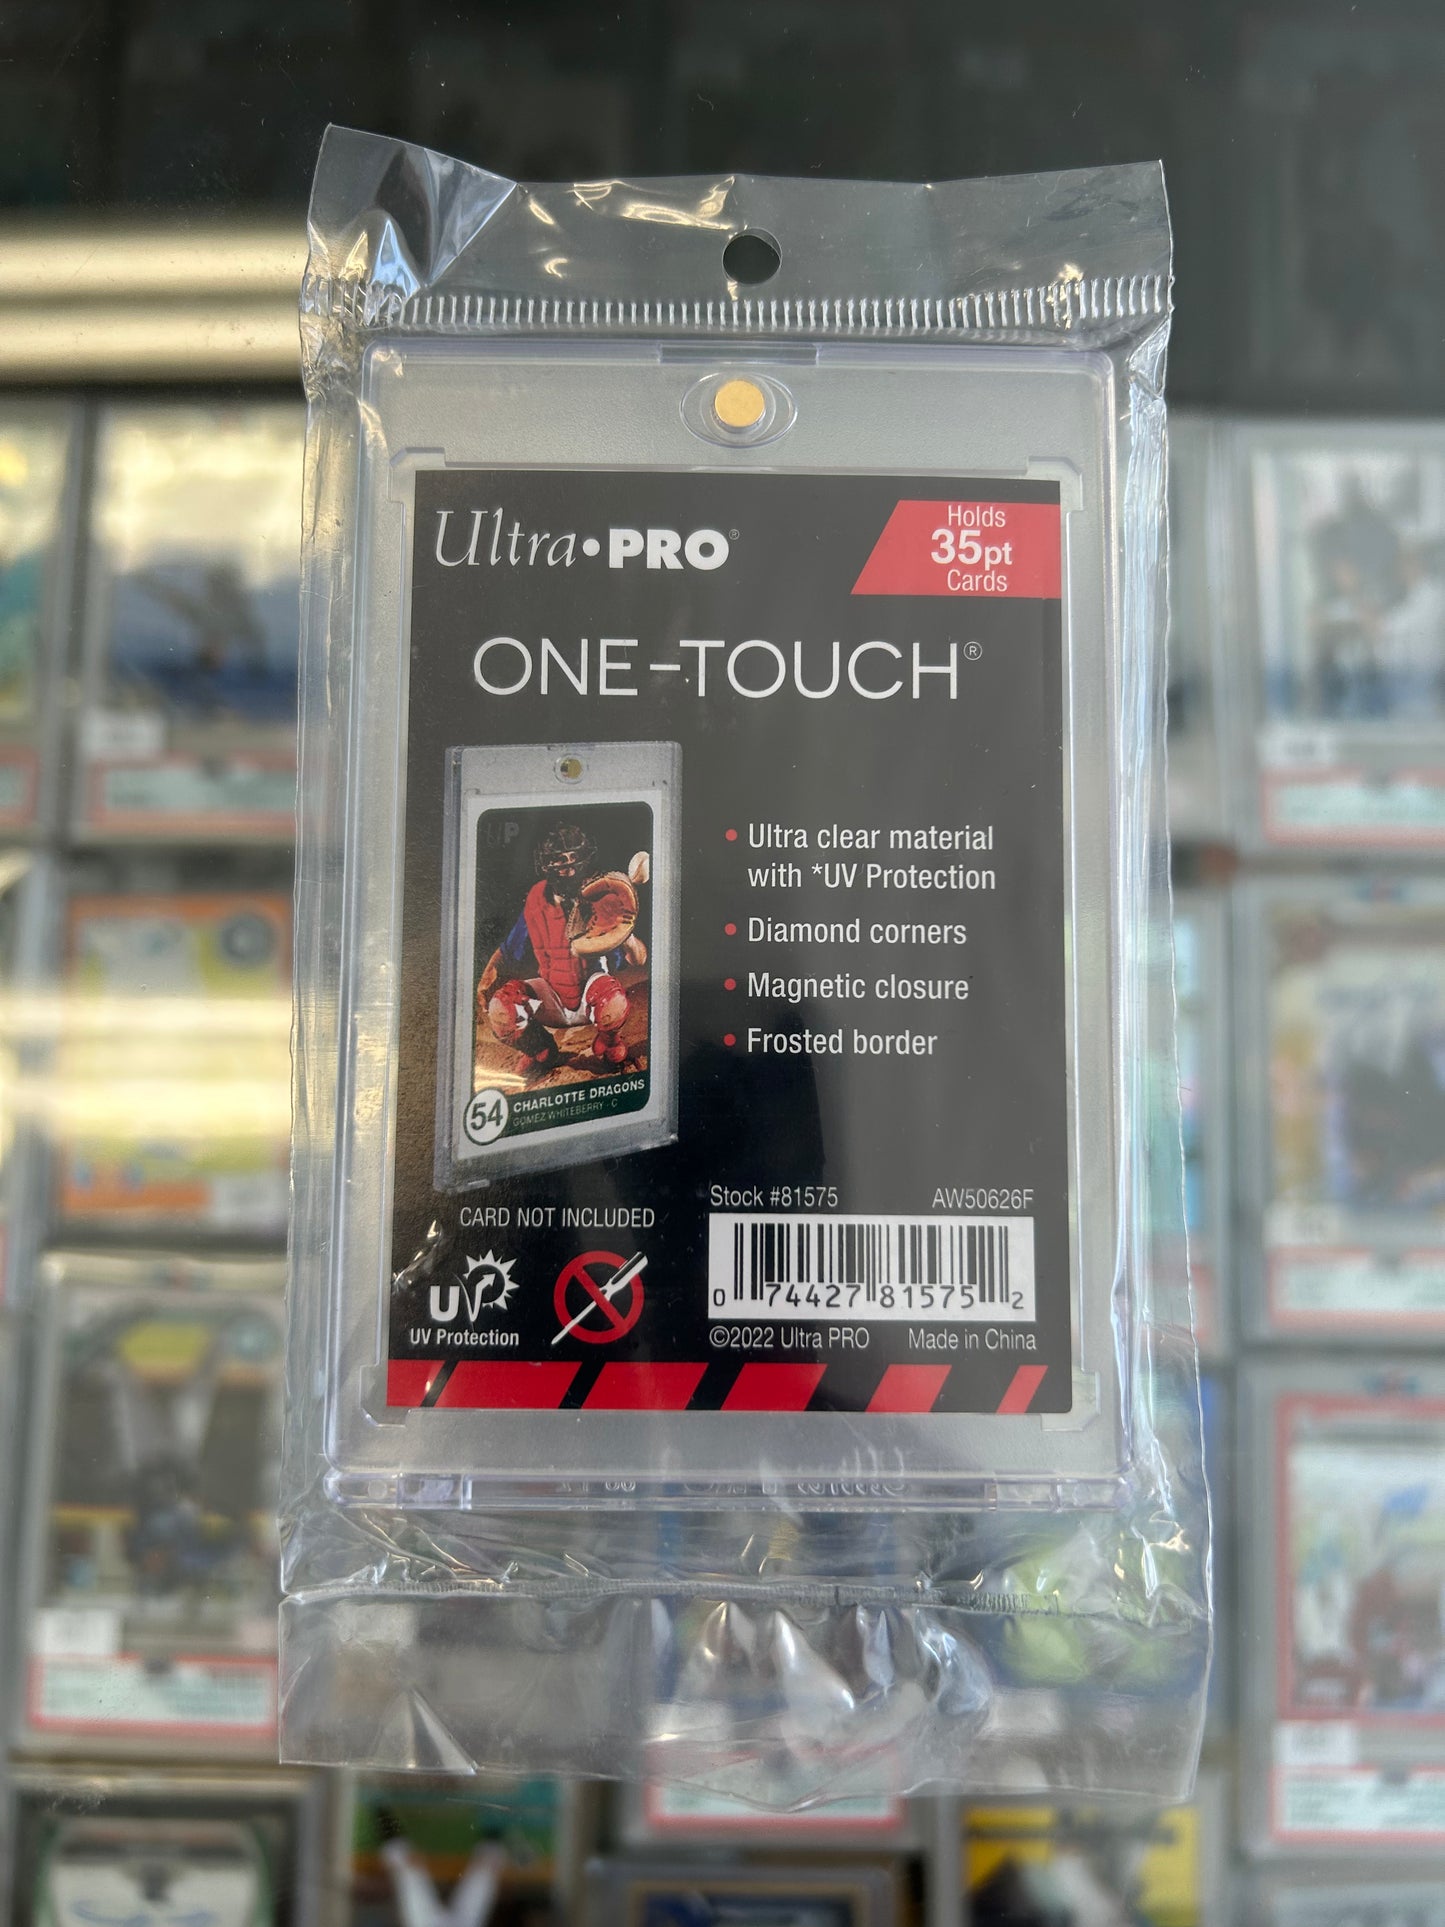 Ultra•PRO®
Holds
35pt
Cards
ONE-TOUCH®
UP
54
CHARLOTTE DRAGONS
GOMEZ WHITEBERRY - C
• Ultra clear material
with *UV Protection
• Diamond corners
• Magnetic closure
• Frosted border
CARD NOT INCLUDED
Stock #81575
AW50626F
0 74427 81575 2
UV
UV Protection
©2022 Ultra PRO
Made in China